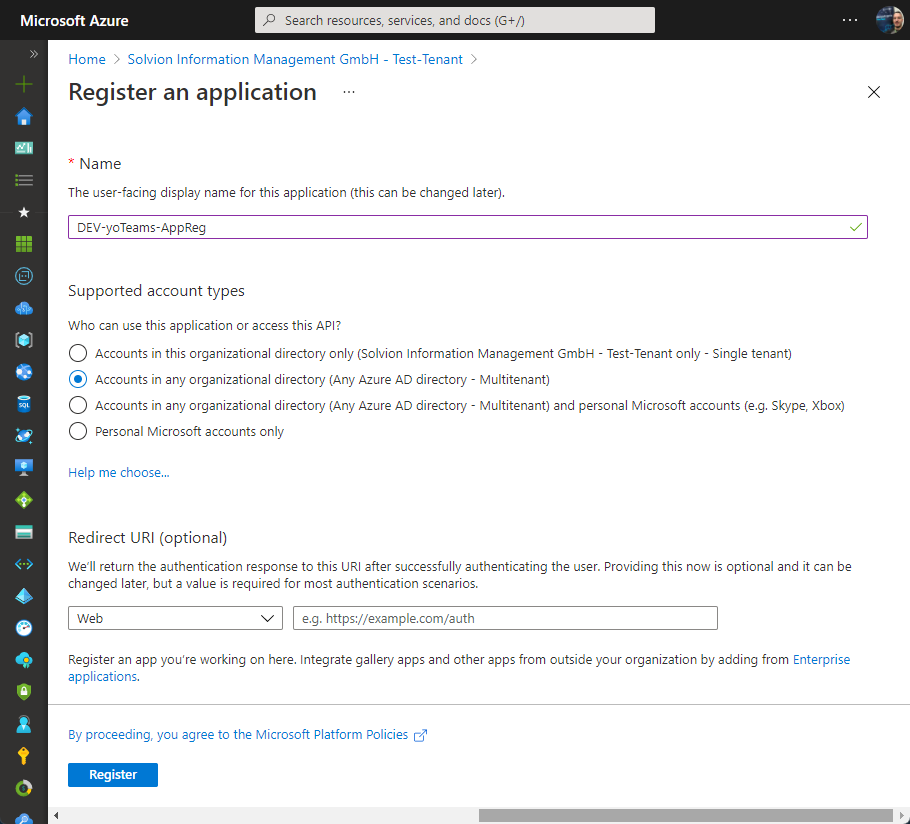 Microsoft Azure
Search resources, services, and docs (G+/)
Home > Solvion Information Management GmbH - Test-Tenant >
Register an application
* Name
The user-facing display name for this application (this can be changed later).
DEV-yoTeams-AppReg
Supported account types
Who can use this application or access this API?
Accounts in this organizational directory only (Solvion Information Management GmbH - Test-Tenant only - Single tenant)
Accounts in any organizational directory (Any Azure AD directory - Multitenant)
Accounts in any organizational directory (Any Azure AD directory - Multitenant) and personal Microsoft accounts (e.g. Skype, Xbox)
Personal Microsoft accounts only
Help me choose...
Redirect URI (optional)
We'll return the authentication response to this URI after successfully authenticating the user. Providing this now is optional and it can be
changed later, but a value is required for most authentication scenarios.
Web
e.g. https://example.com/auth
Register an app you're working on here. Integrate gallery apps and other apps from outside your organization by adding from Enterprise
applications.
By proceeding, you agree to the Microsoft Platform Policies
Register
SQL